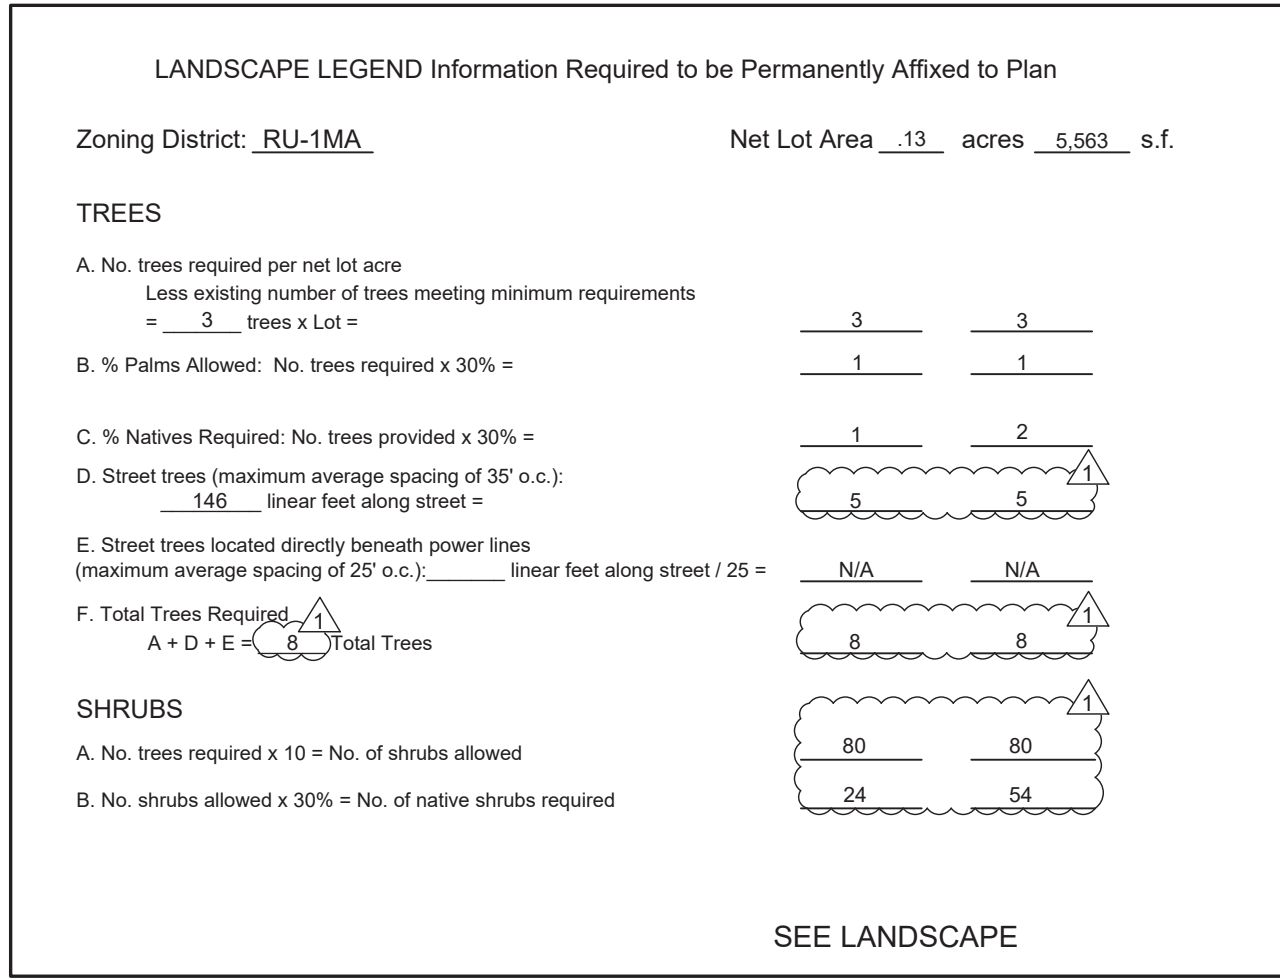 LANDSCAPE LEGEND Information Required to be Permanently Affixed to Plan
Zoning District: RU-1MA Net Lot Area .13 acres 5,563 s.f.
TREES
A. No. trees required per net lot acre
Less existing number of trees meeting minimum requirements
= 3 trees x Lot = 3 3
B. % Palms Allowed: No. trees required x 30% = 1 1
C. % Natives Required: No. trees provided x 30% = 1 2
D. Street trees (maximum average spacing of 35' o.c.): 1
146 linear feet along street = 5 5
E. Street trees located directly beneath power lines
(maximum average spacing of 25' o.c.):_______ linear feet along street / 25 = N/A N/A
F. Total Trees Required 1 1
A + D + E = 8 Total Trees 8 8
SHRUBS 1
A. No. trees required x 10 = No. of shrubs allowed 80 80
B. No. shrubs allowed x 30% = No. of native shrubs required 24 54
SEE LANDSCAPE